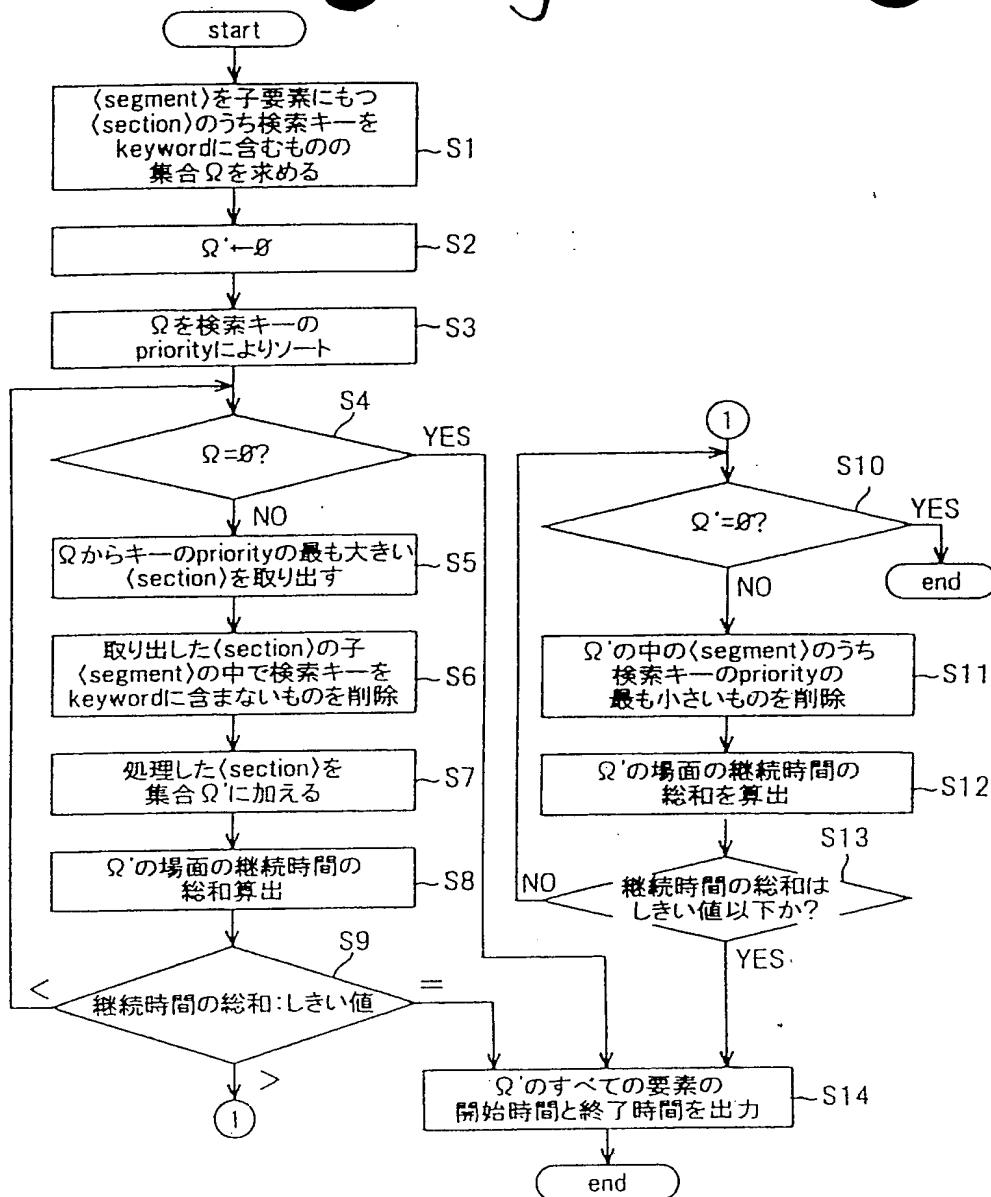 start
〈segment〉を子要素にもつ
〈section〉のうち検索キーを
keywordに含むものの
集合Ωを求める
S1
Ω'←∅
S2
Ωを検索キーの
priorityによりソート
S3
S4
Ω=∅?
YES
NO
Ωからキーのpriorityの最も大きい
〈section〉を取り出す
S5
取り出した〈section〉の子
〈segment〉の中で検索キーを
keywordに含まないものを削除
S6
処理した〈section〉を
集合Ω'に加える
S7
Ω'の場面の継続時間の
総和算出
S8
S9
<
継続時間の総和:しきい値
=
>
1
1
S10
Ω'=∅?
YES
end
NO
Ω'の中の〈segment〉のうち
検索キーのpriorityの
最も小さいものを削除
S11
Ω'の場面の継続時間の
総和を算出
S12
S13
NO
継続時間の総和は
しきい値以下か?
YES
Ω'のすべての要素の
開始時間と終了時間を出力
S14
end